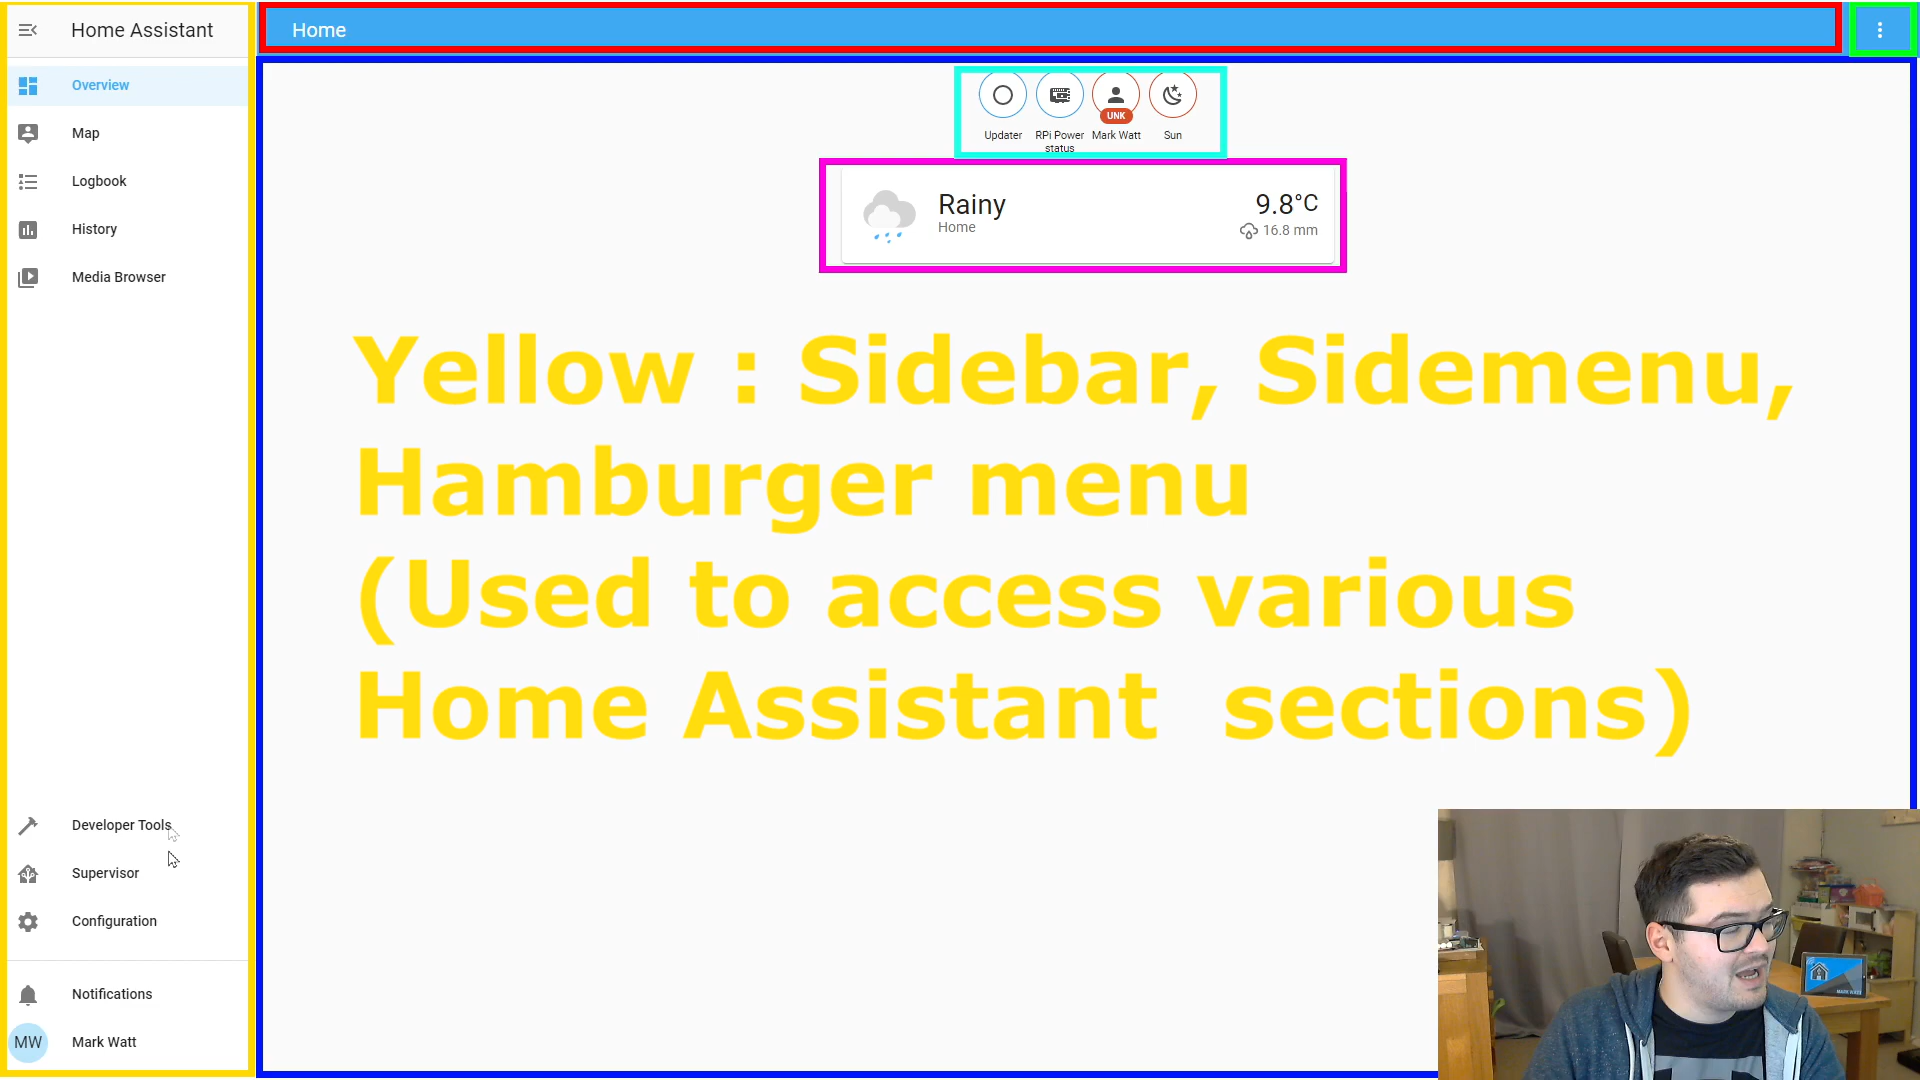 Home Assistant
Overview
Map
Logbook
History
Media Browser
Developer Tools
Supervisor
Configuration
Notifications
MW Mark Watt
Home
UNK
Updater RPi Power status Mark Watt Sun
Rainy 9.8°C
Home 16.8 mm
Yellow : Sidebar, Sidemenu,
Hamburger menu
(Used to access various
Home Assistant sections)
MARK WATT